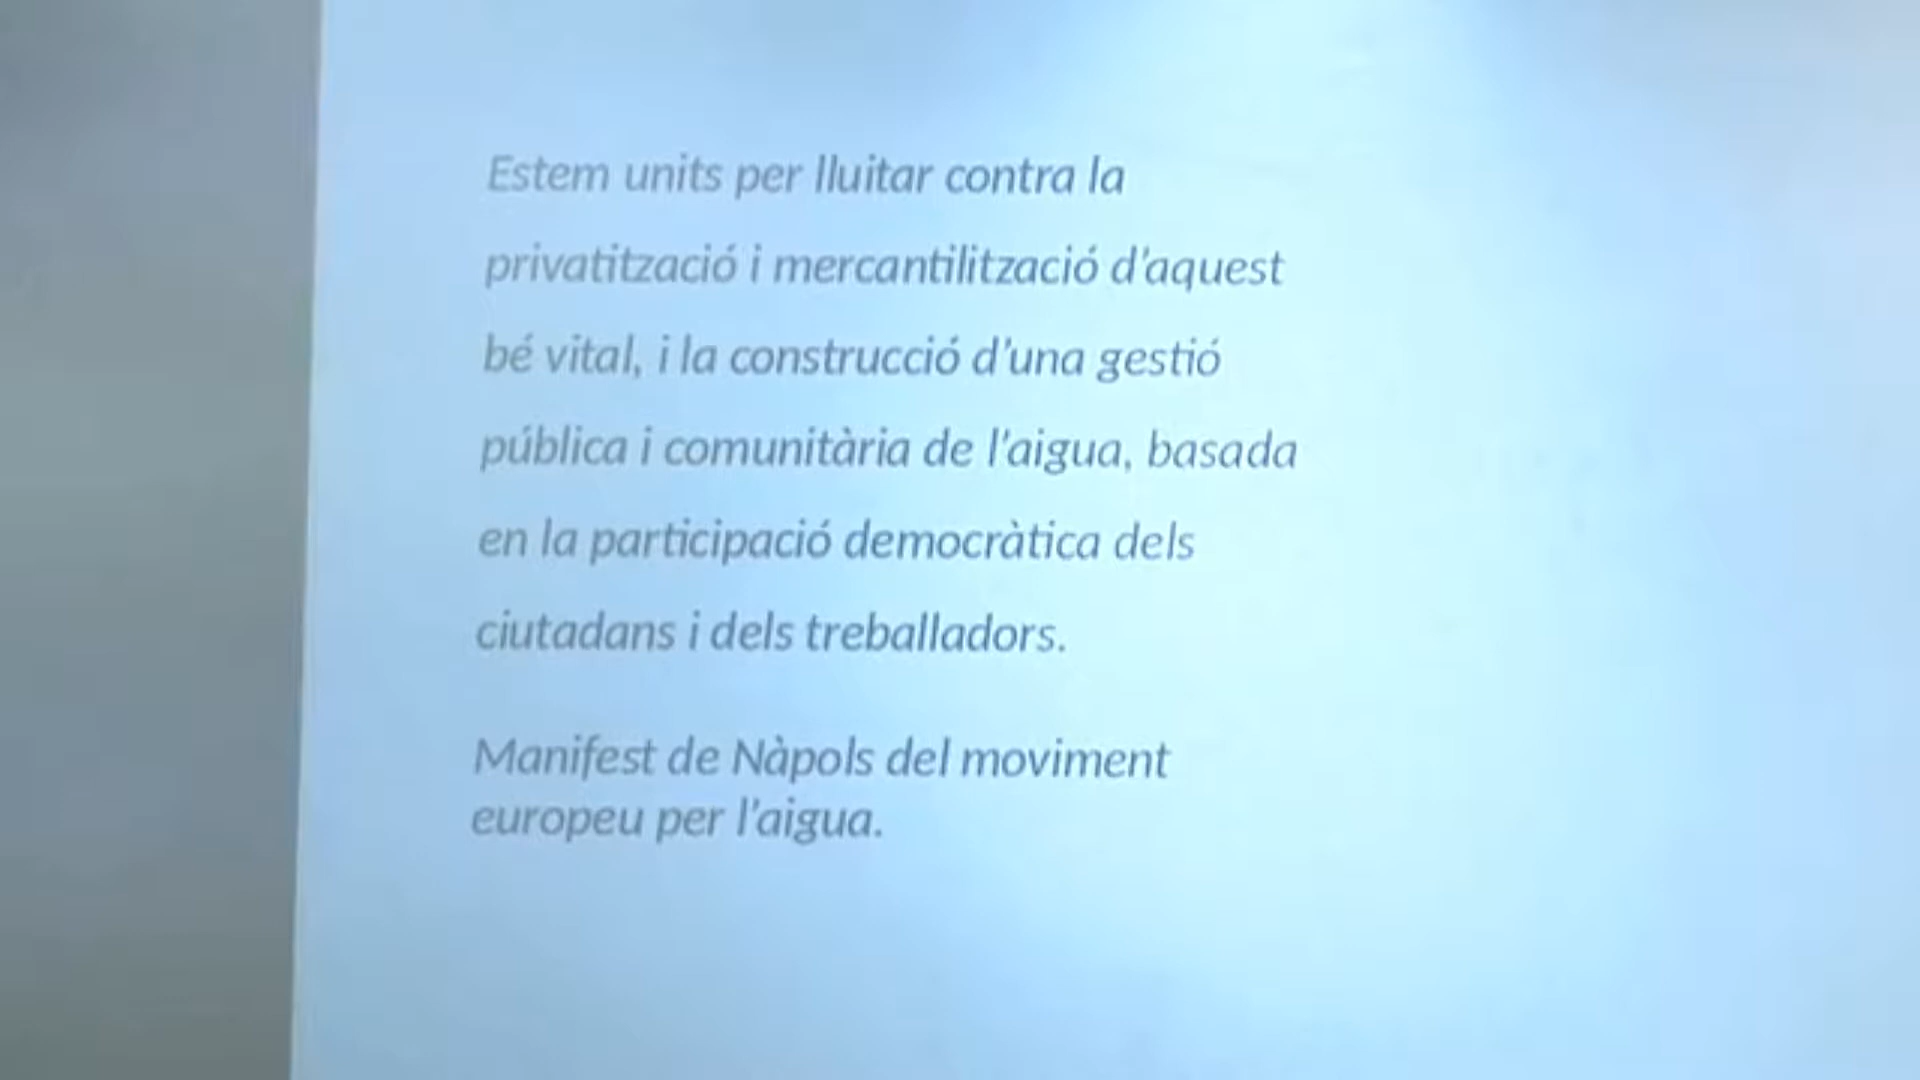 Estem units per lluitar contra la
privatització i mercantilització d'aquest
bé vital, i la construcció d'una gestió
pública i comunitària de l'aigua, basada
en la participació democràtica dels
ciutadans i dels treballadors.
Manifest de Nàpols del moviment
europeu per l'aigua.